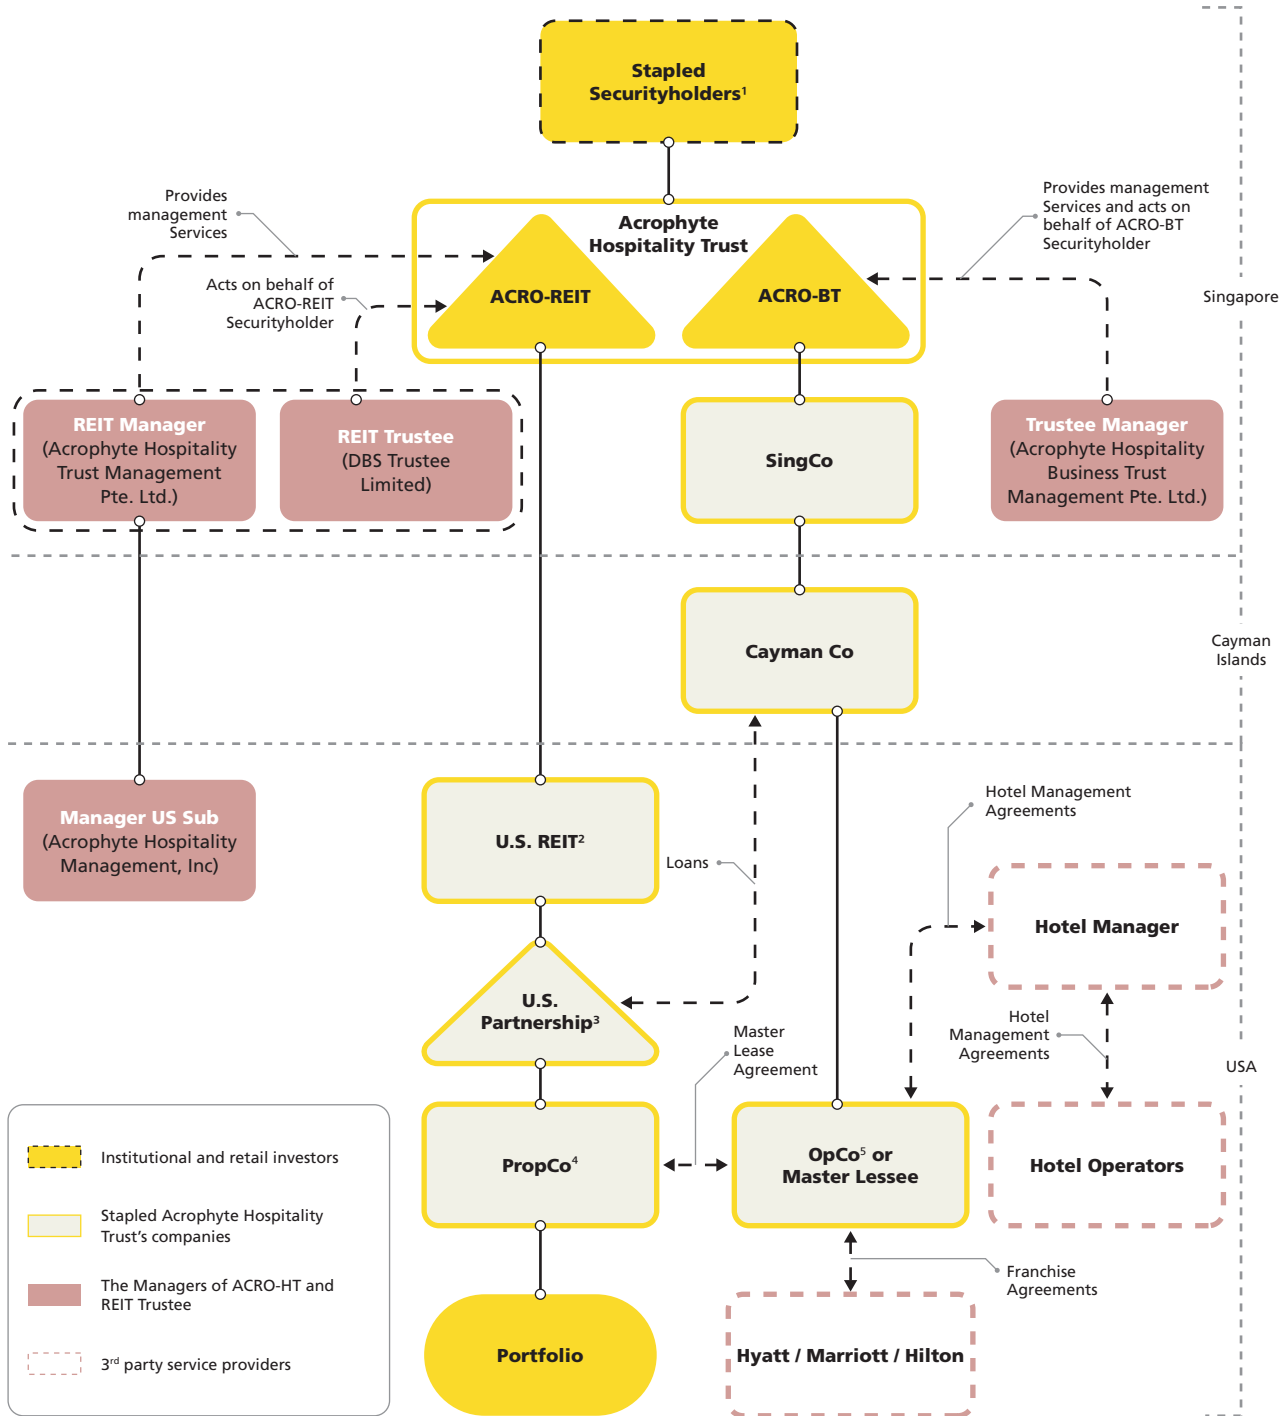 Stapled
Securityholders¹
Provides
management
Services
Provides management
Services and acts on
behalf of ACRO-BT
Securityholder
Acrophyte
Hospitality Trust
Acts on behalf of
ACRO-REIT
Securityholder
ACRO-REIT
ACRO-BT
Singapore
REIT Manager
(Acrophyte Hospitality
Trust Management
Pte. Ltd.)
REIT Trustee
(DBS Trustee
Limited)
SingCo
Trustee Manager
(Acrophyte Hospitality
Business Trust
Management Pte. Ltd.)
Cayman Co
Cayman
Islands
Manager US Sub
(Acrophyte Hospitality
Management, Inc)
U.S. REIT²
Loans
Hotel Management
Agreements
Hotel Manager
U.S.
Partnership³
Master
Lease
Agreement
Hotel
Management
Agreements
USA
PropCo⁴
OpCo⁵ or
Master Lessee
Hotel Operators
Franchise
Agreements
Portfolio
Hyatt / Marriott / Hilton
Institutional and retail investors
Stapled Acrophyte Hospitality
Trust's companies
The Managers of ACRO-HT and
REIT Trustee
3rd party service providers